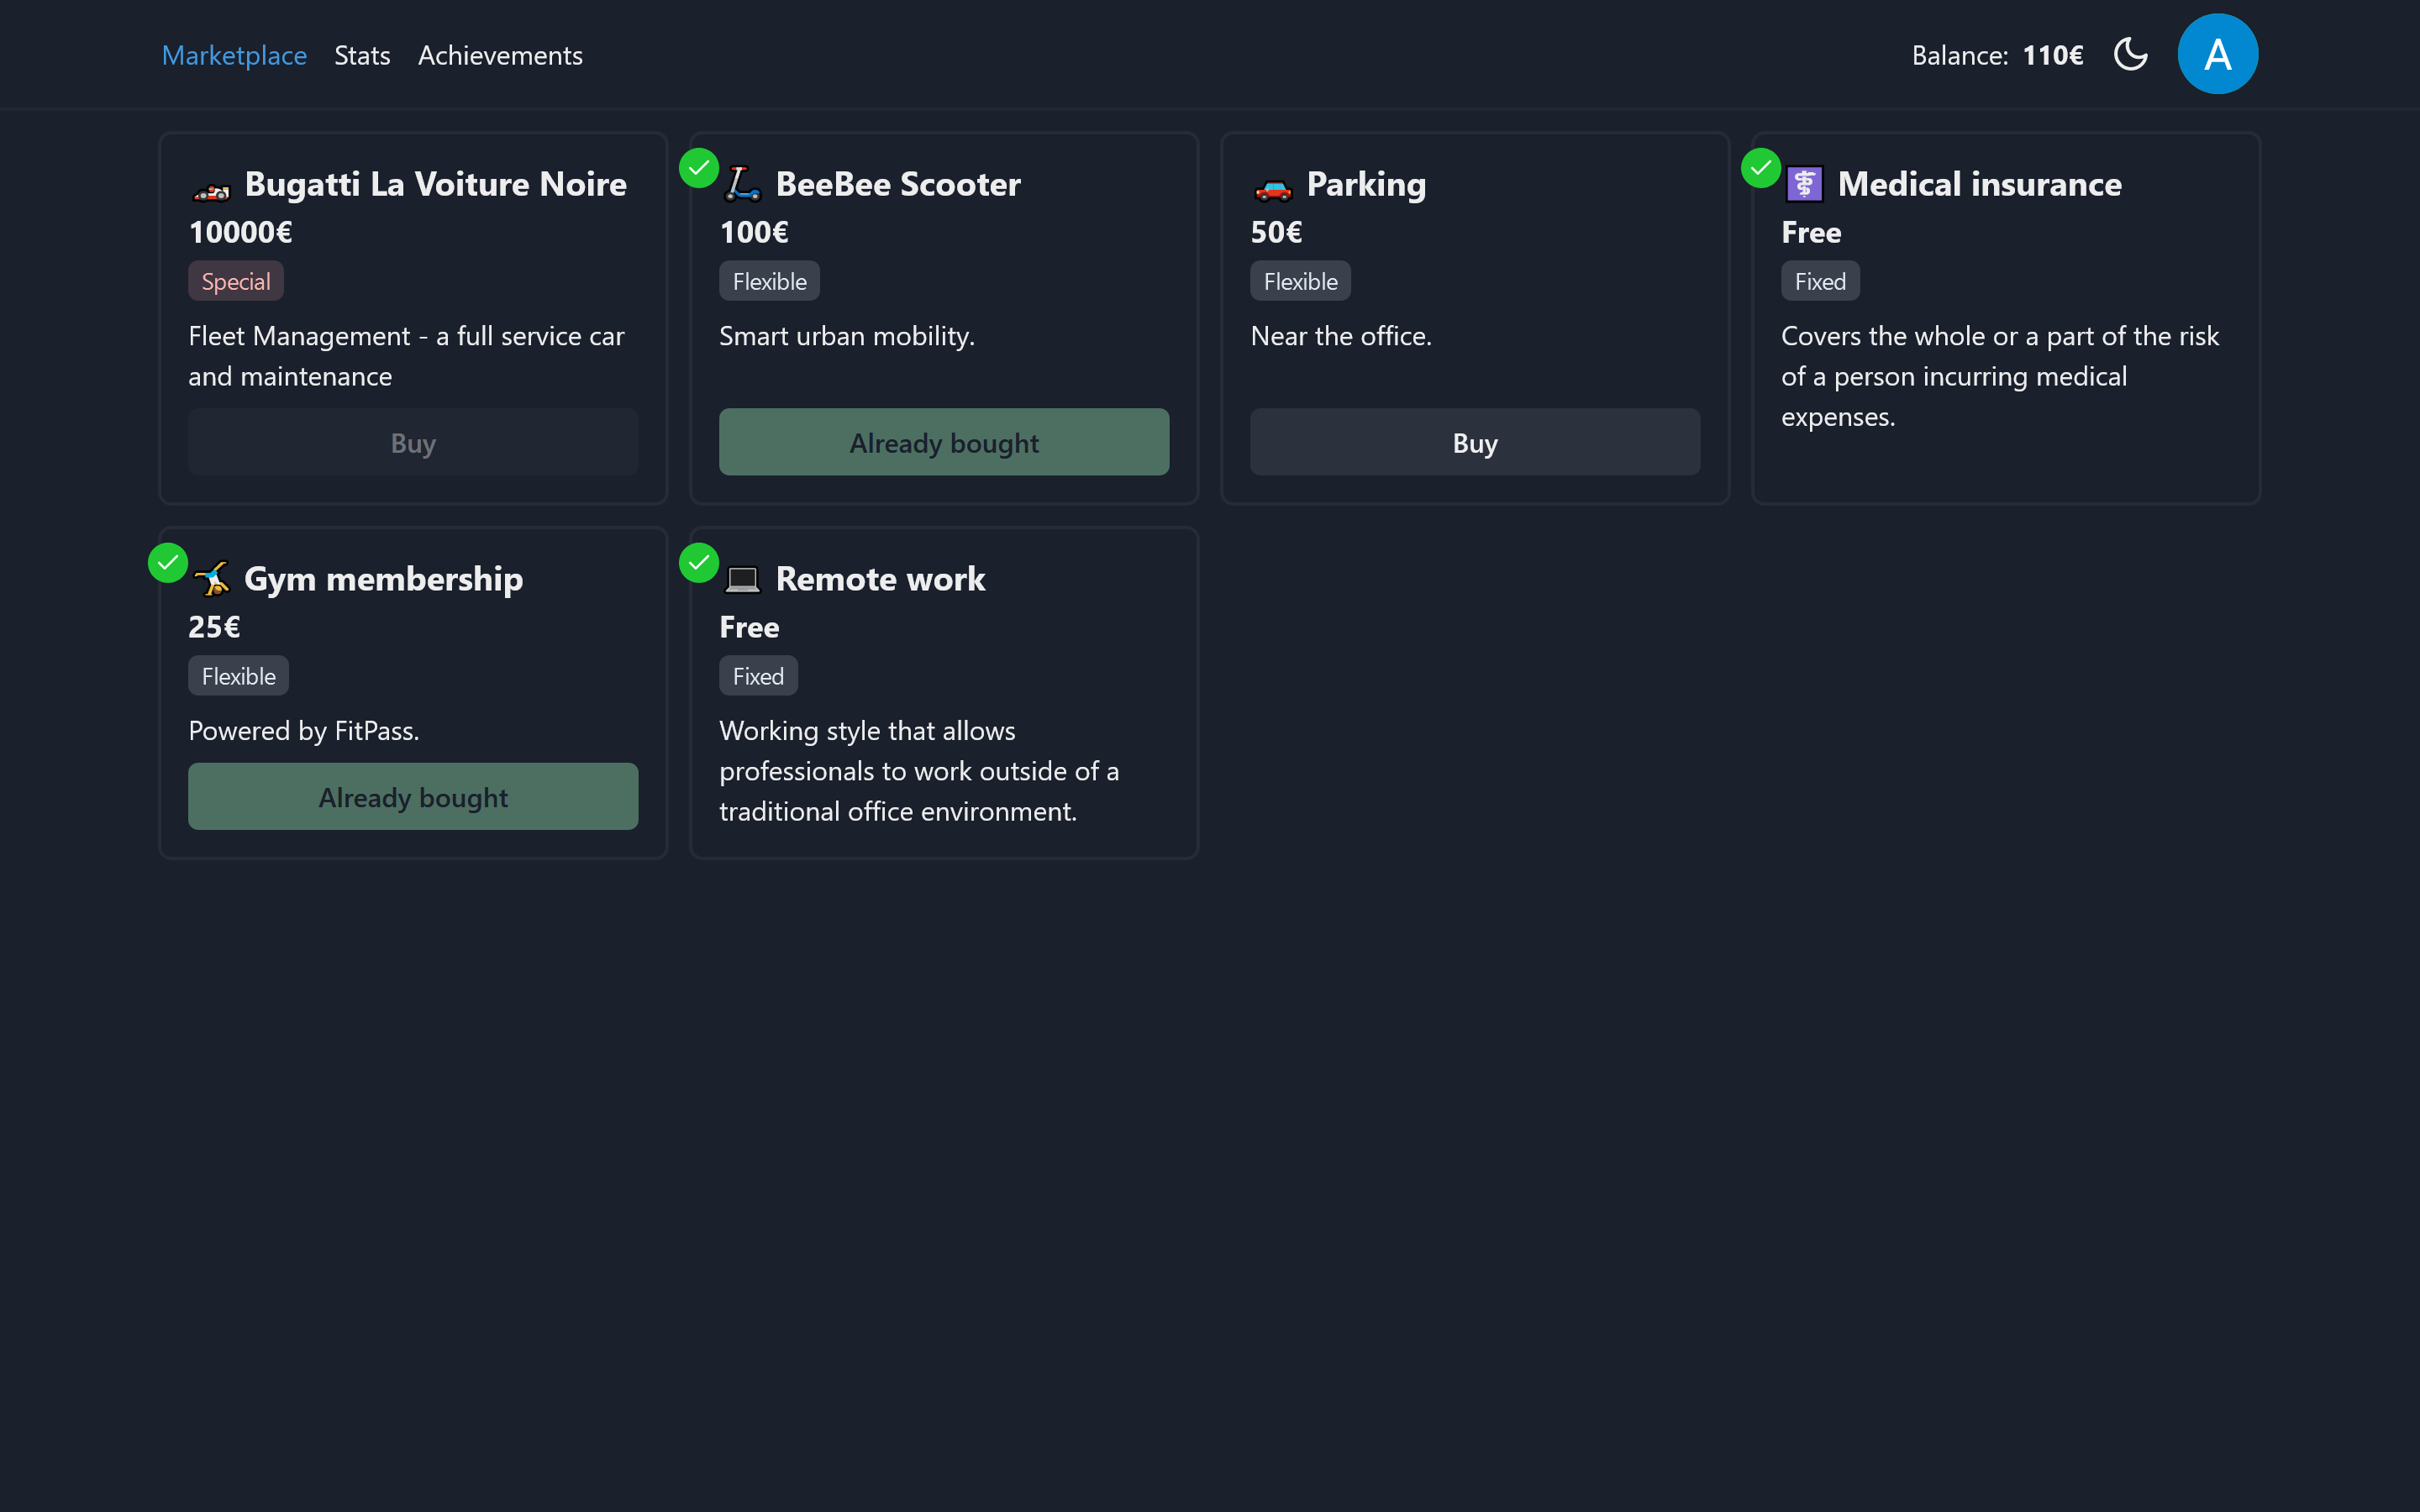 Marketplace Stats Achievements Balance: 110€ A
🏎️ Bugatti La Voiture Noire
10000€
Special
Fleet Management - a full service car
and maintenance
Buy
🛴 BeeBee Scooter
100€
Flexible
Smart urban mobility.
Already bought
🚗 Parking
50€
Flexible
Near the office.
Buy
⚕️ Medical insurance
Free
Fixed
Covers the whole or a part of the risk
of a person incurring medical
expenses.
🤸 Gym membership
25€
Flexible
Powered by FitPass.
Already bought
💻 Remote work
Free
Fixed
Working style that allows
professionals to work outside of a
traditional office environment.